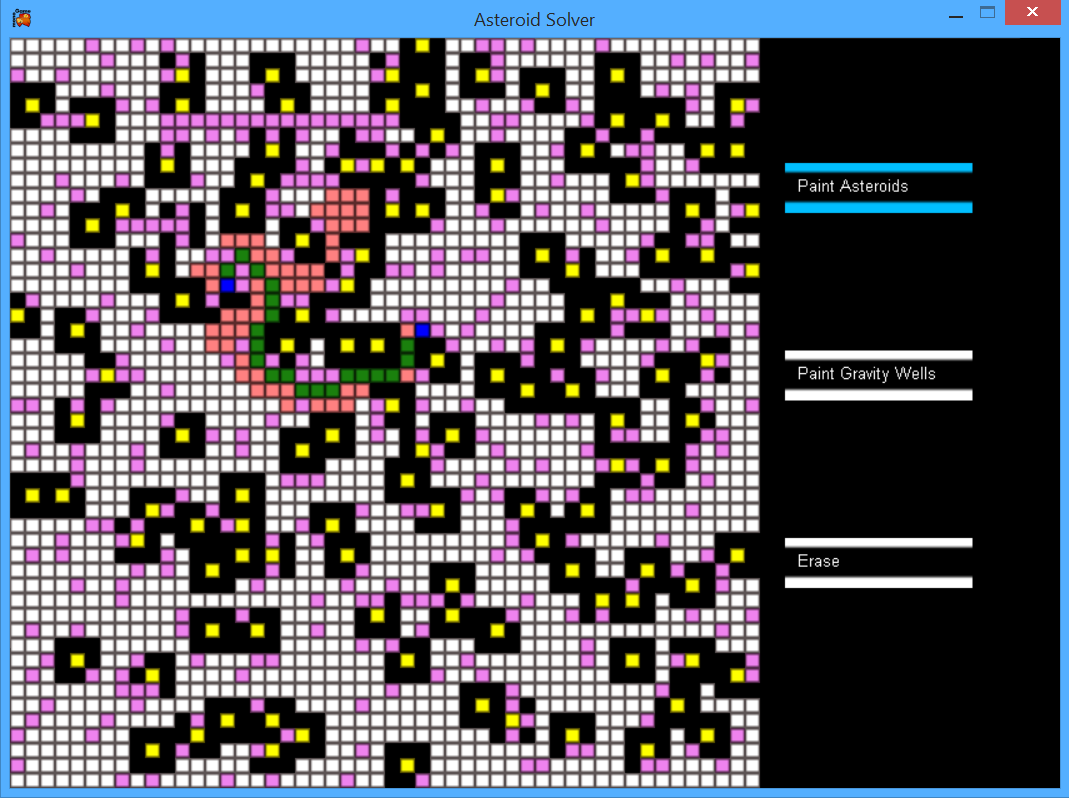 Asteroid Solver
Paint Asteroids
Paint Gravity Wells
Erase